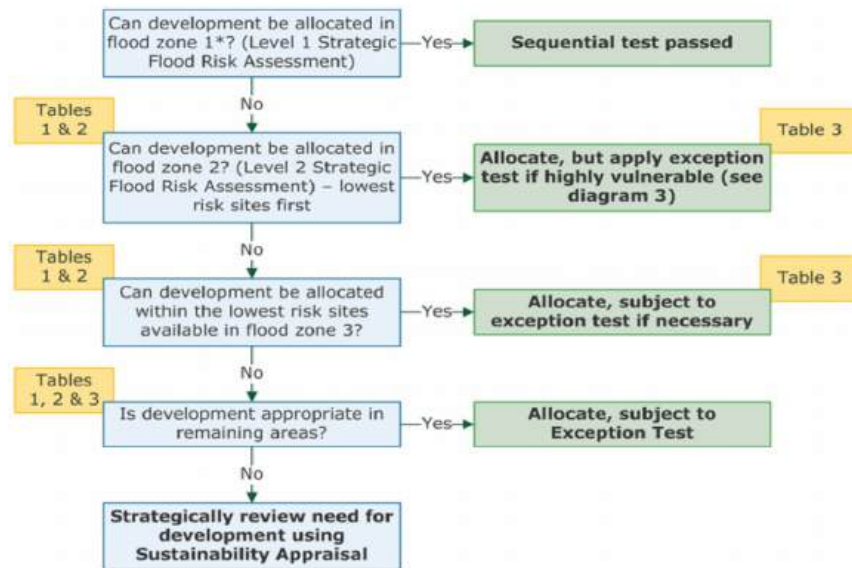 Can development be allocated in
flood zone 1*? (Level 1 Strategic
Flood Risk Assessment)
Yes
Sequential test passed
No
Tables
1 & 2
Can development be allocated in
flood zone 2? (Level 2 Strategic
Flood Risk Assessment) – lowest
risk sites first
Yes
Table 3
Allocate, but apply exception
test if highly vulnerable (see
diagram 3)
No
Tables
1 & 2
Can development be allocated
within the lowest risk sites
available in flood zone 3?
Yes
Table 3
Allocate, subject to
exception test if necessary
No
Tables
1, 2 & 3
Is development appropriate in
remaining areas?
Yes
Allocate, subject to
Exception Test
No
Strategically review need for
development using
Sustainability Appraisal